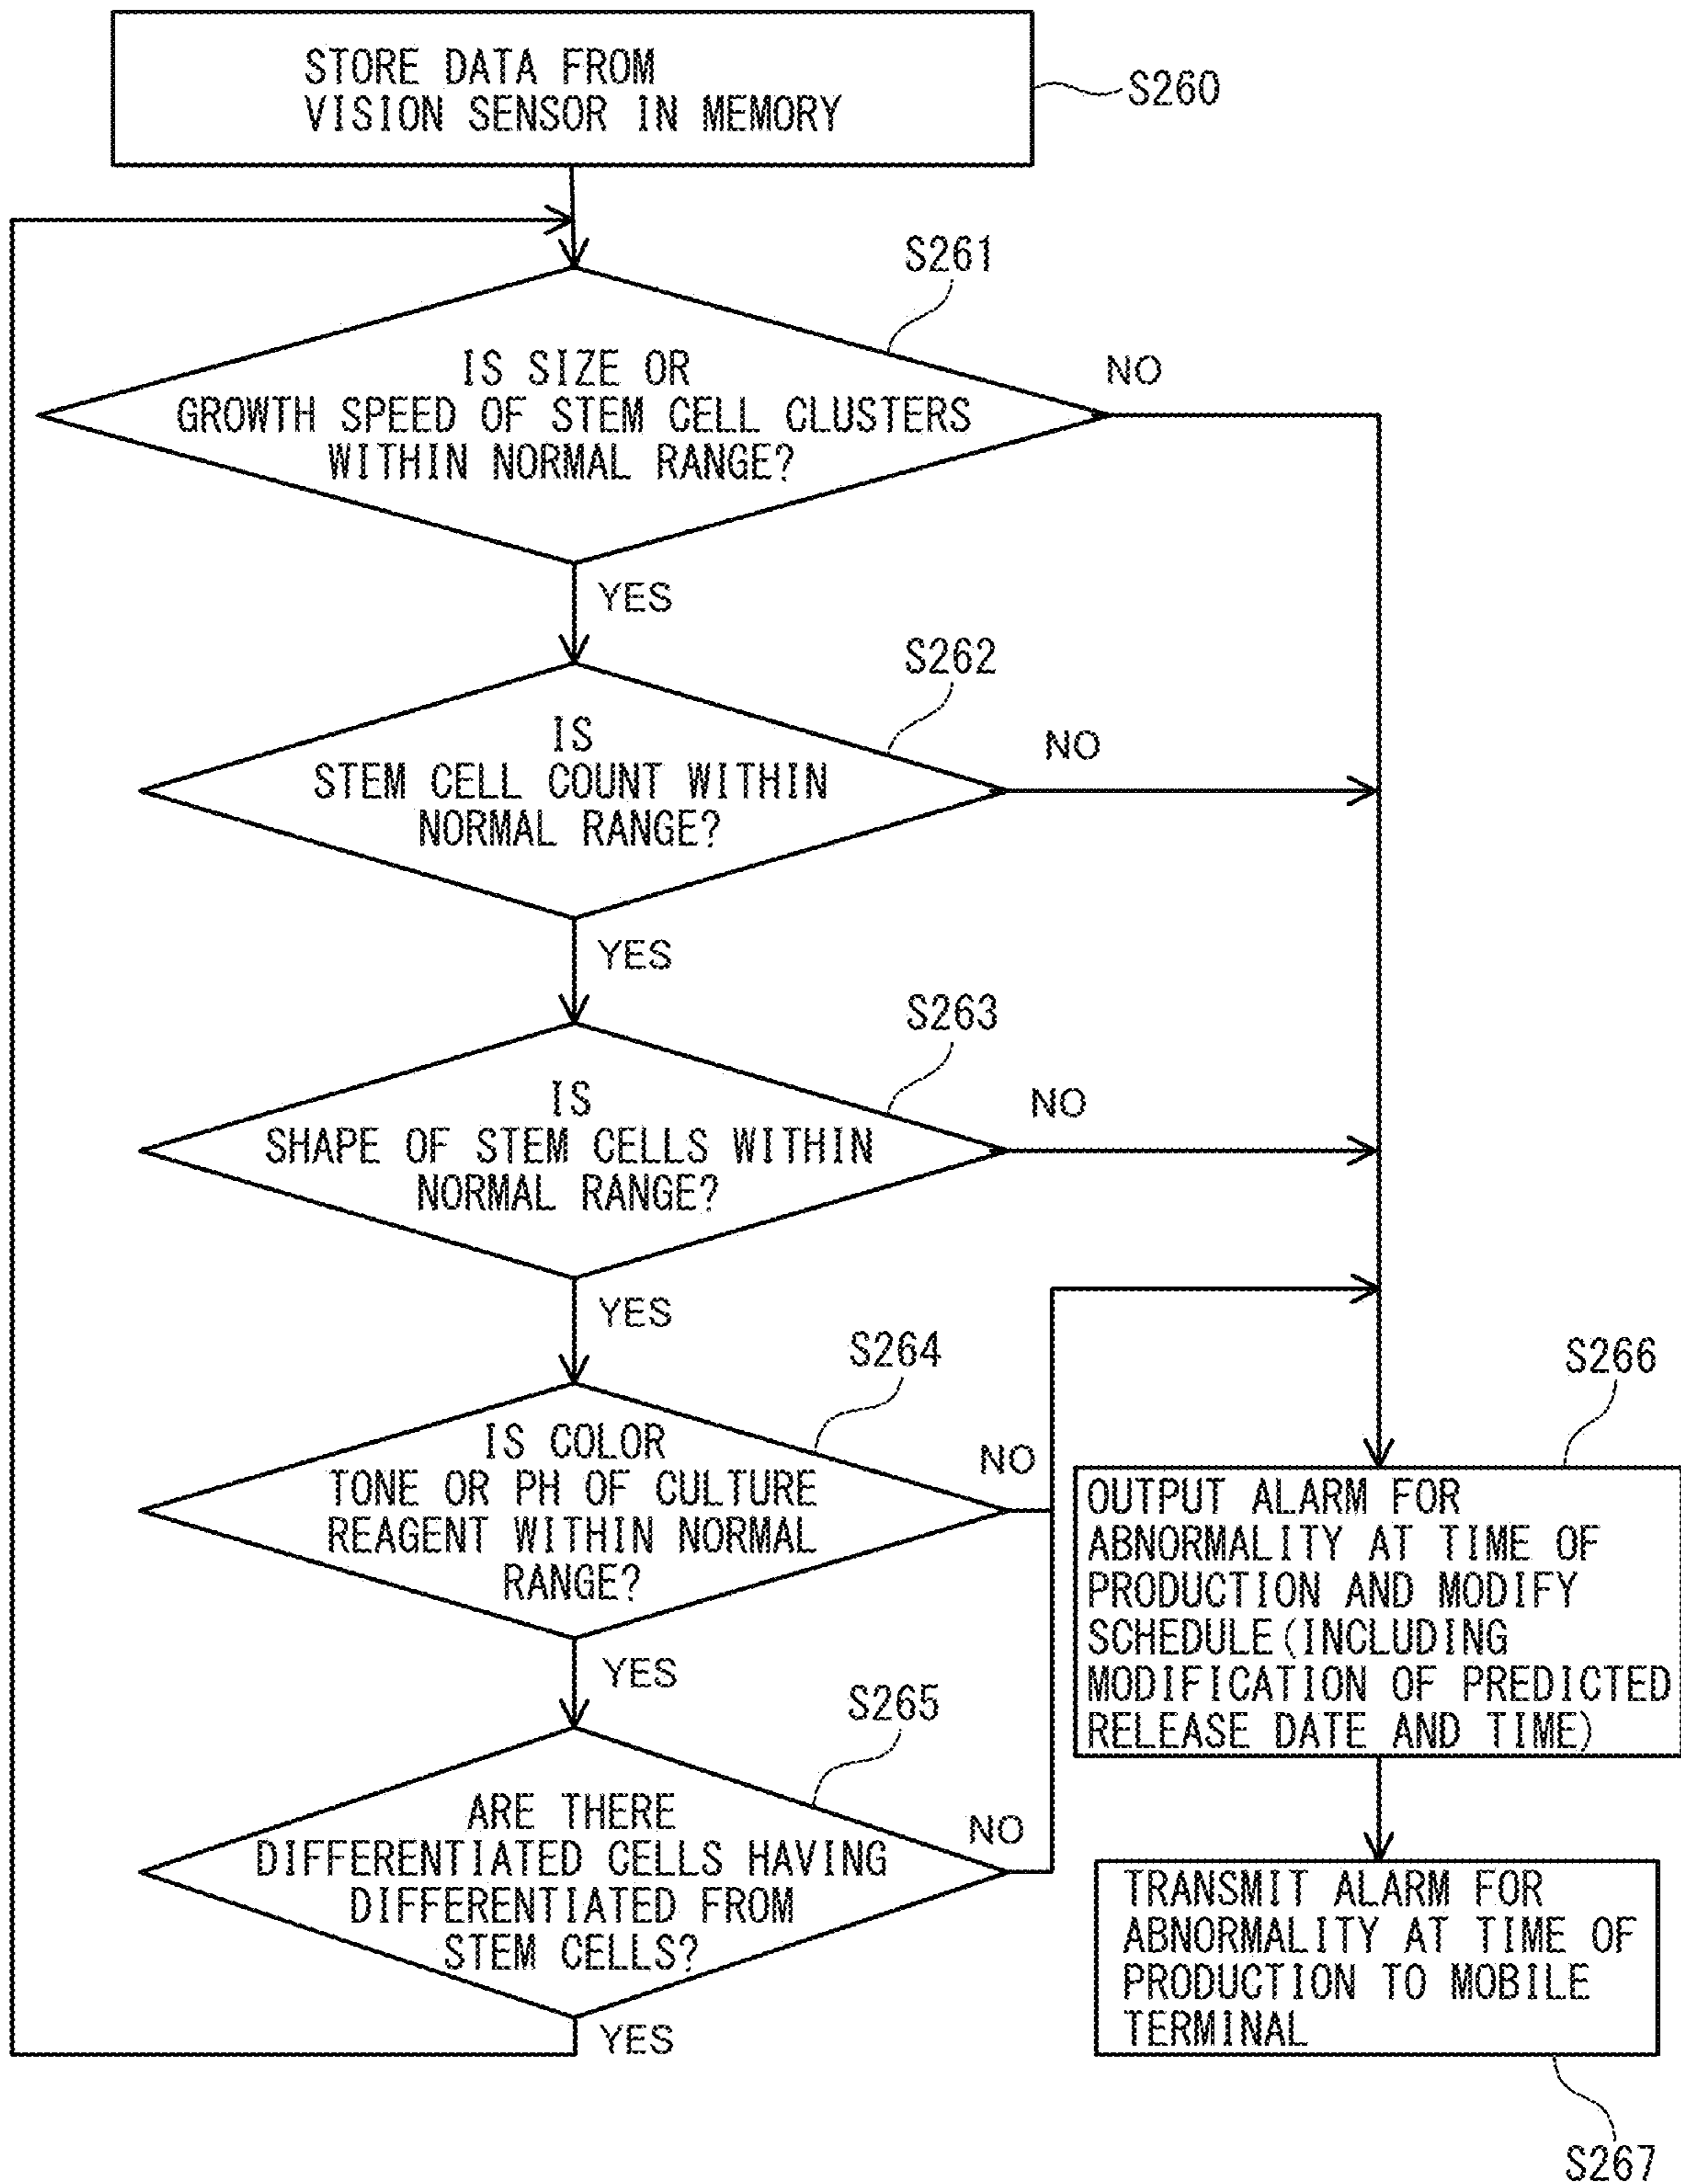 STORE DATA FROM
VISION SENSOR IN MEMORY
S260
S261
IS SIZE OR
GROWTH SPEED OF STEM CELL CLUSTERS
WITHIN NORMAL RANGE?
NO
YES
S262
IS
STEM CELL COUNT WITHIN
NORMAL RANGE?
NO
YES
S263
IS
SHAPE OF STEM CELLS WITHIN
NORMAL RANGE?
NO
YES
S264
IS COLOR
TONE OR PH OF CULTURE
REAGENT WITHIN NORMAL
RANGE?
NO
YES
S265
ARE THERE
DIFFERENTIATED CELLS HAVING
DIFFERENTIATED FROM
STEM CELLS?
NO
YES
S266
OUTPUT ALARM FOR
ABNORMALITY AT TIME OF
PRODUCTION AND MODIFY
SCHEDULE(INCLUDING
MODIFICATION OF PREDICTED
RELEASE DATE AND TIME)
TRANSMIT ALARM FOR
ABNORMALITY AT TIME OF
PRODUCTION TO MOBILE
TERMINAL
S267